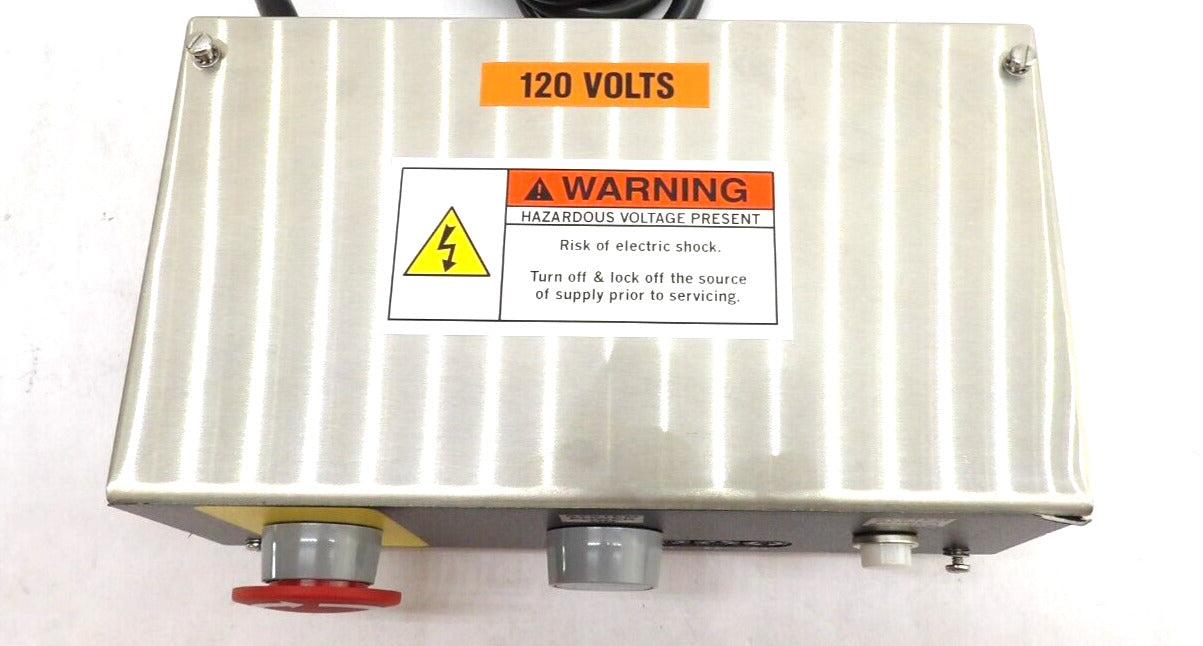 120 VOLTS
WARNING
HAZARDOUS VOLTAGE PRESENT
Risk of electric shock.
Turn off & lock off the source
of supply prior to servicing.